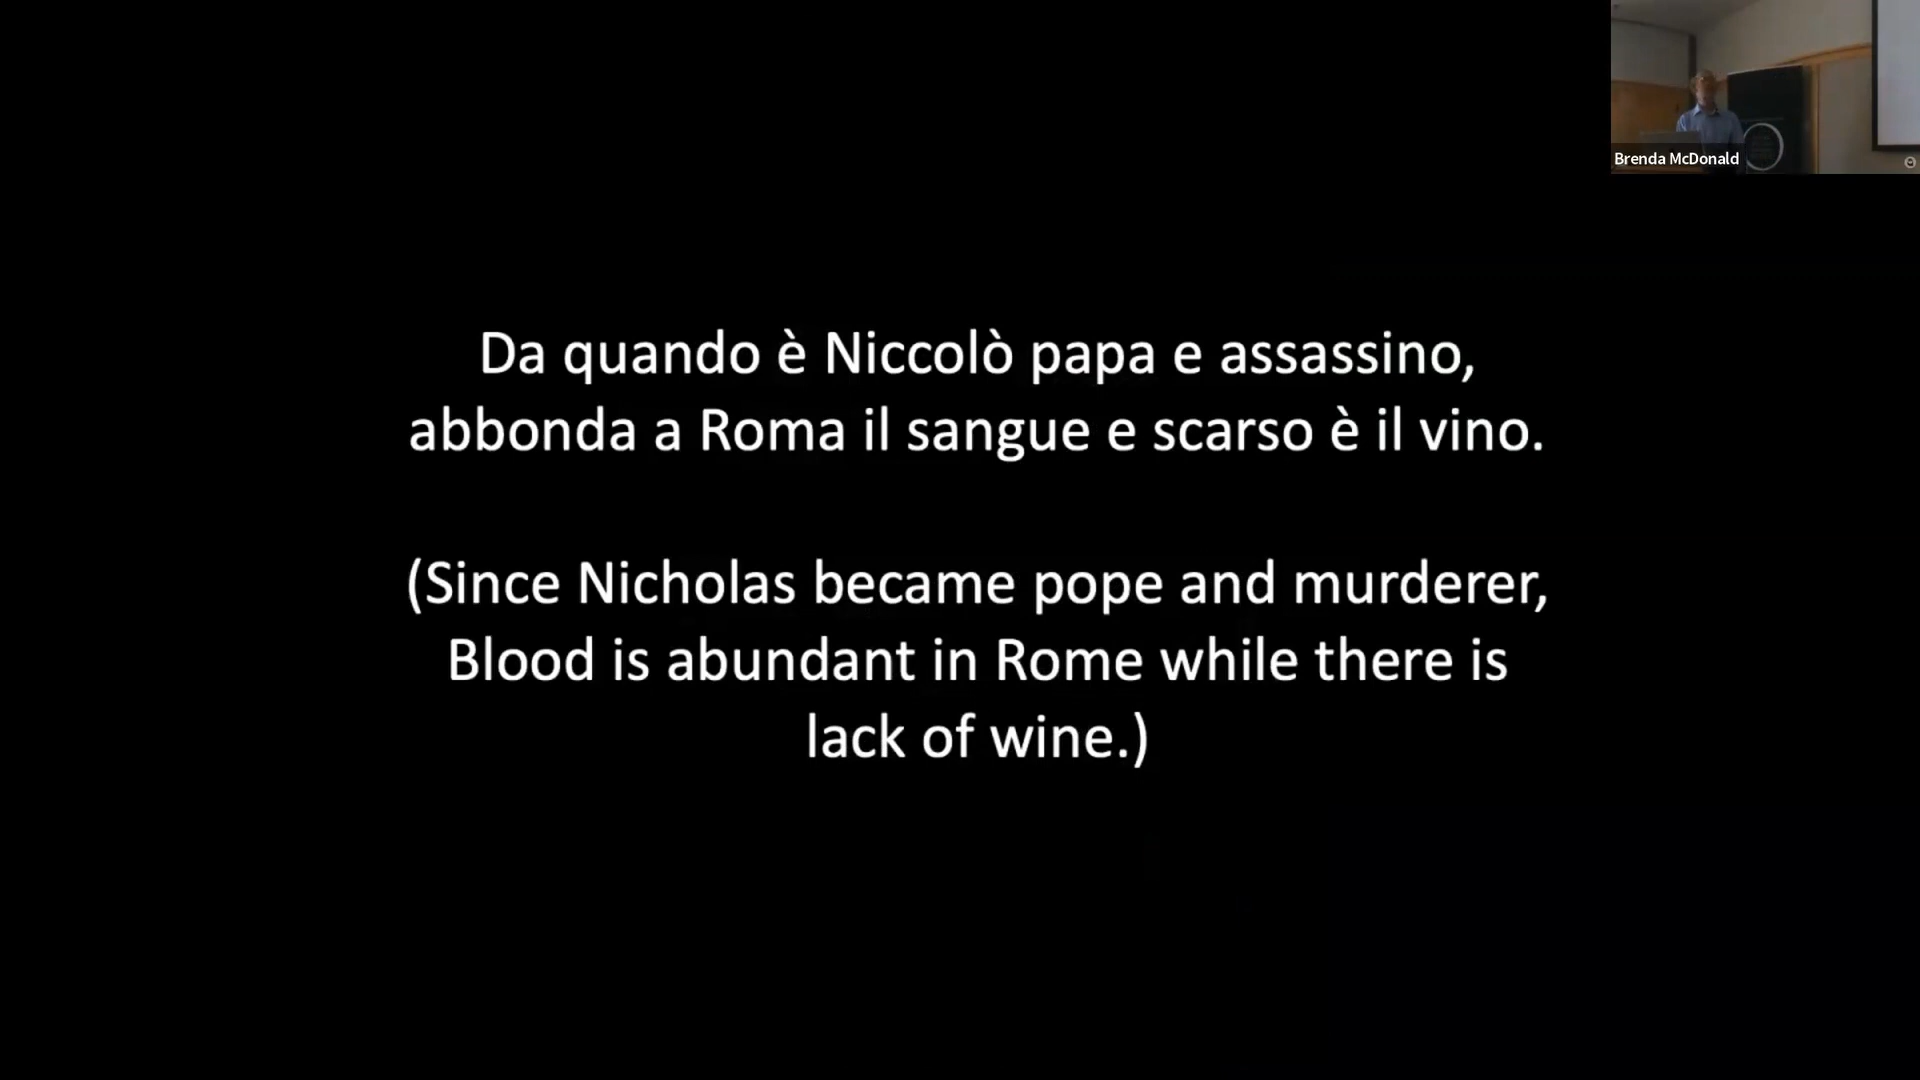 Brenda McDonald
Da quando è Niccolò papa e assassino,
abbonda a Roma il sangue e scarso è il vino.
(Since Nicholas became pope and murderer,
Blood is abundant in Rome while there is
lack of wine.)